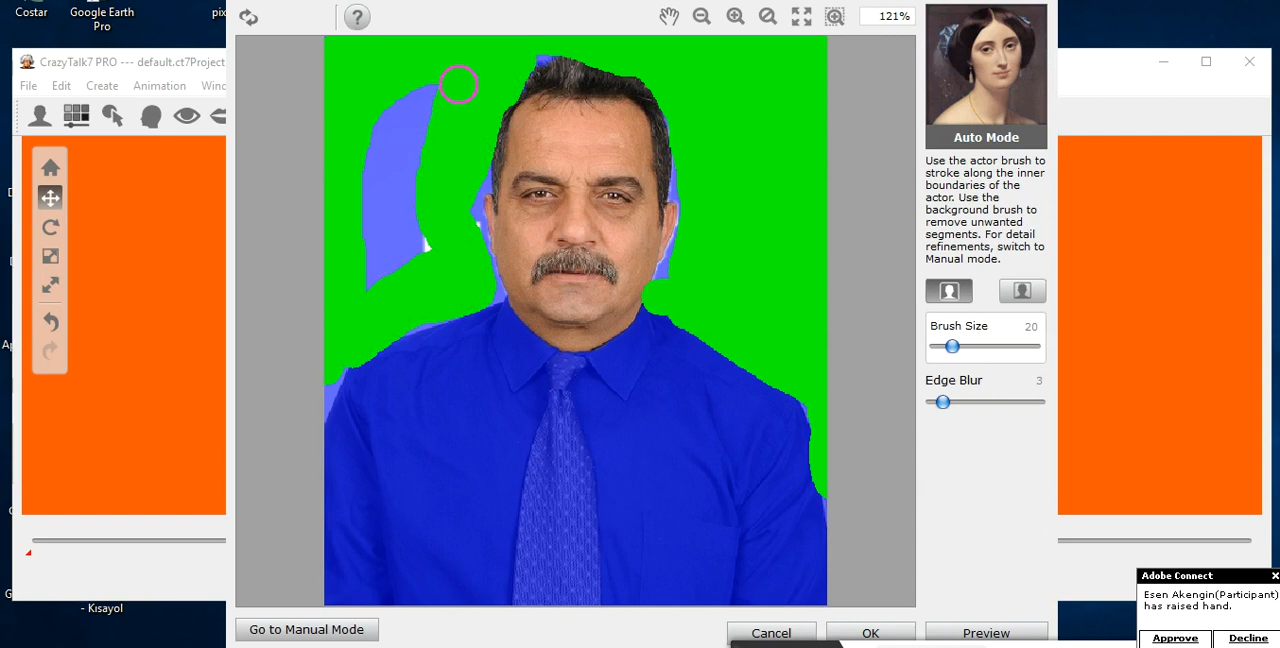 Costar
Google Earth
Pro
CrazyTalk7 PRO --- default.ct7Project
File Edit Create Animation
?
121%
Auto Mode
Use the actor brush to
stroke along the inner
boundaries of the
actor. Use the
background brush to
remove unwanted
segments. For detail
refinements, switch to
Manual mode.
Brush Size 20
Edge Blur 3
Go to Manual Mode
Cancel
OK
Preview
- Kısayol
Adobe Connect X
Esen Akengin(Participant)
has raised hand.
Approve
Decline